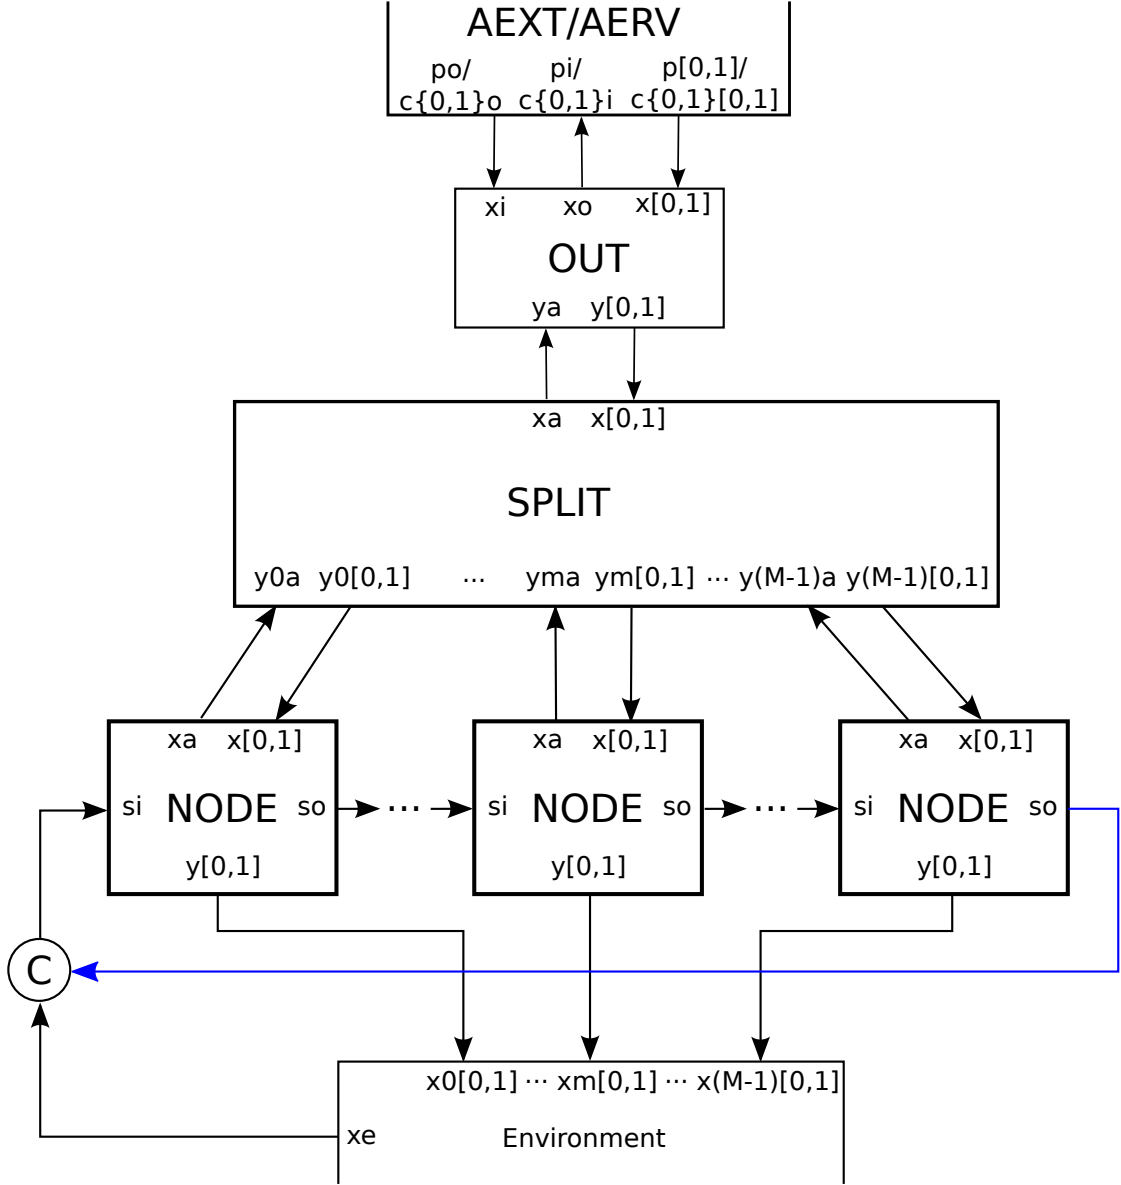 AEXT/AERV
po/ pi/ p[0,1]/
c{0,1}o c{0,1}i c{0,1}[0,1]
xi xo x[0,1]
OUT
ya y[0,1]
xa x[0,1]
SPLIT
y0a y0[0,1] ... yma ym[0,1] ... y(M-1)a y(M-1)[0,1]
xa x[0,1] xa x[0,1] xa x[0,1]
si NODE so ... si NODE so ... si NODE so
y[0,1] y[0,1] y[0,1]
C
x0[0,1] ... xm[0,1] ... x(M-1)[0,1]
xe Environment